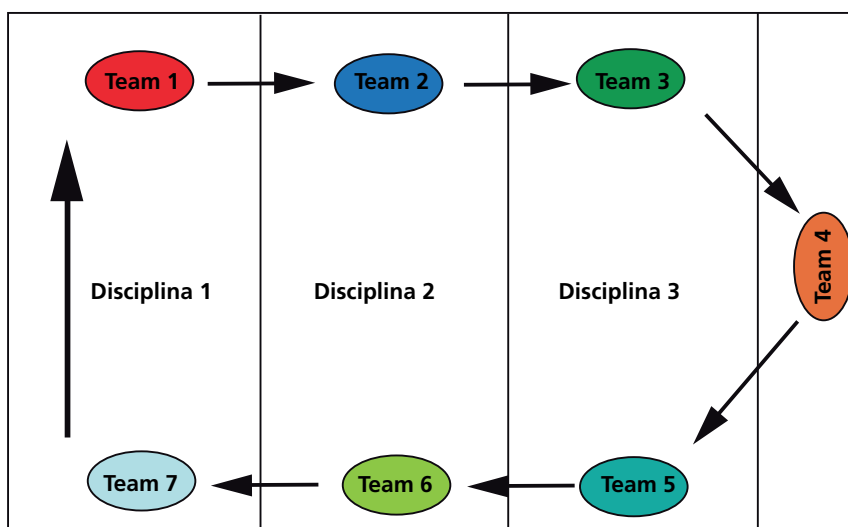 Team 1
Team 2
Team 3
Team 4
Disciplina 1
Disciplina 2
Disciplina 3
Team 7
Team 6
Team 5